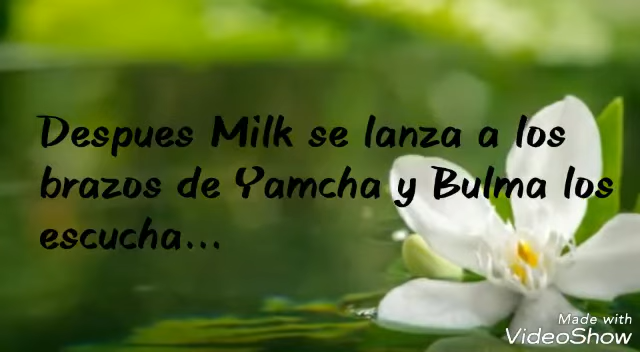 Despues Milk se lanza a los
brazos de Yamcha y Bulma los
escucha...
Made with
VideoShow